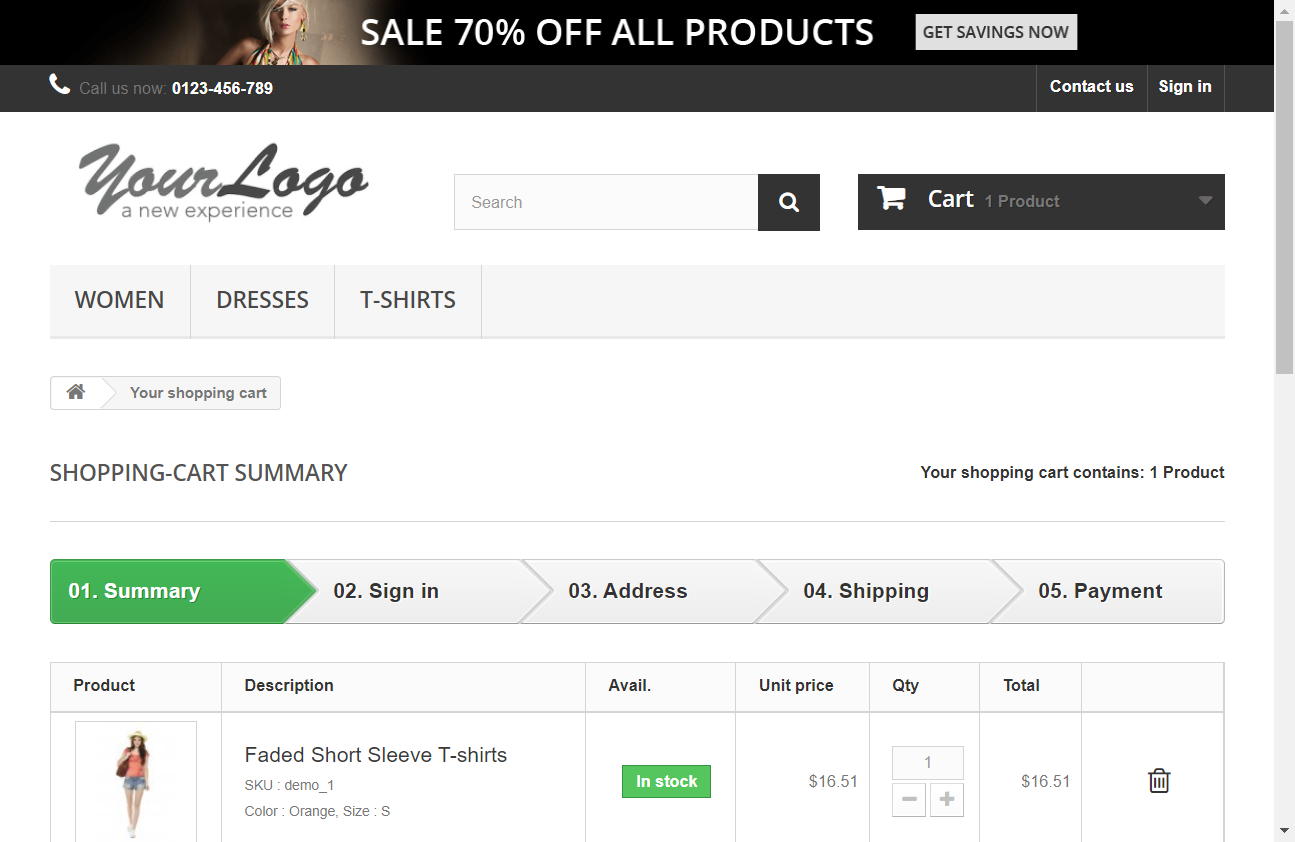 SALE 70% OFF ALL PRODUCTS GET SAVINGS NOW
Call us now: 0123-456-789 Contact us Sign in
YourLogo
a new experience
Search
Cart 1 Product
WOMEN DRESSES T-SHIRTS
Your shopping cart
SHOPPING-CART SUMMARY Your shopping cart contains: 1 Product
01. Summary 02. Sign in 03. Address 04. Shipping 05. Payment
Product Description Avail. Unit price Qty Total
Faded Short Sleeve T-shirts
SKU : demo_1
Color : Orange, Size : S
In stock
$16.51
1
$16.51